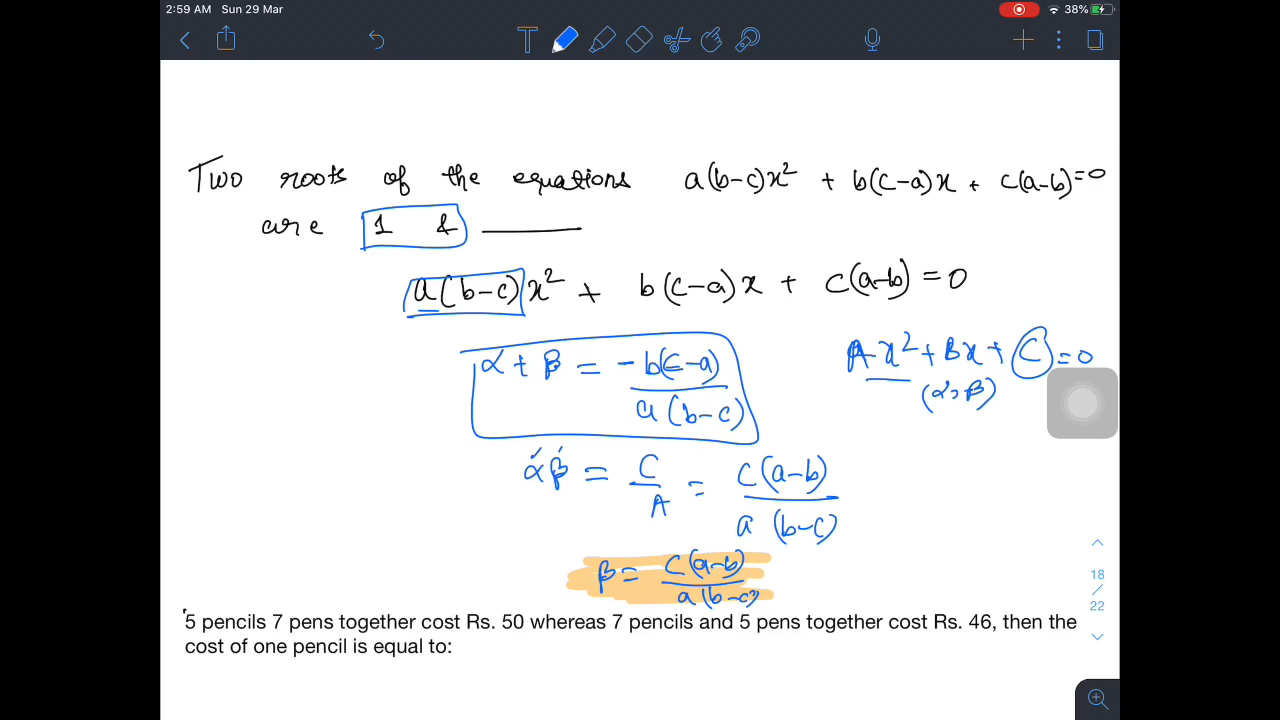 2:59 AM Sun 29 Mar 38%
T
Two roots of the equations a(b-c)x² + b(c-a)x + c(a-b)=0
are 1 & ______
a(b-c)x² + b(c-a)x + c(a-b) = 0
Ax² + Bx + C = 0
α + β = -b(c-a)/a(b-c)
(α, β)
αβ = C/A = c(a-b)/a(b-c)
β = c(a-b)/a(b-c)
18
/
22
5 pencils 7 pens together cost Rs. 50 whereas 7 pencils and 5 pens together cost Rs. 46, then the
cost of one pencil is equal to: